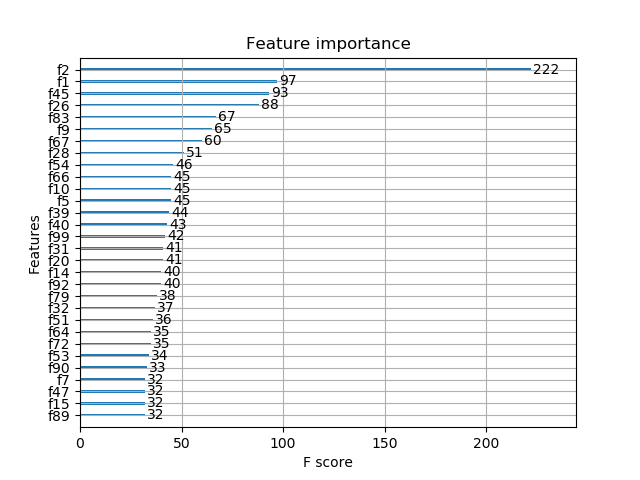 Feature importance
f2 222
f1 97
f45 93
f26 88
f83 67
f9 65
f67 60
f28 51
f54 46
f66 45
f10 45
f5 45
f39 44
f40 43
f99 42
f31 41
f20 41
f14 40
f92 40
f79 38
f32 37
f51 36
f64 35
f72 35
f53 34
f90 33
f7 32
f47 32
f15 32
f89 32
Features
0 50 100 150 200
F score